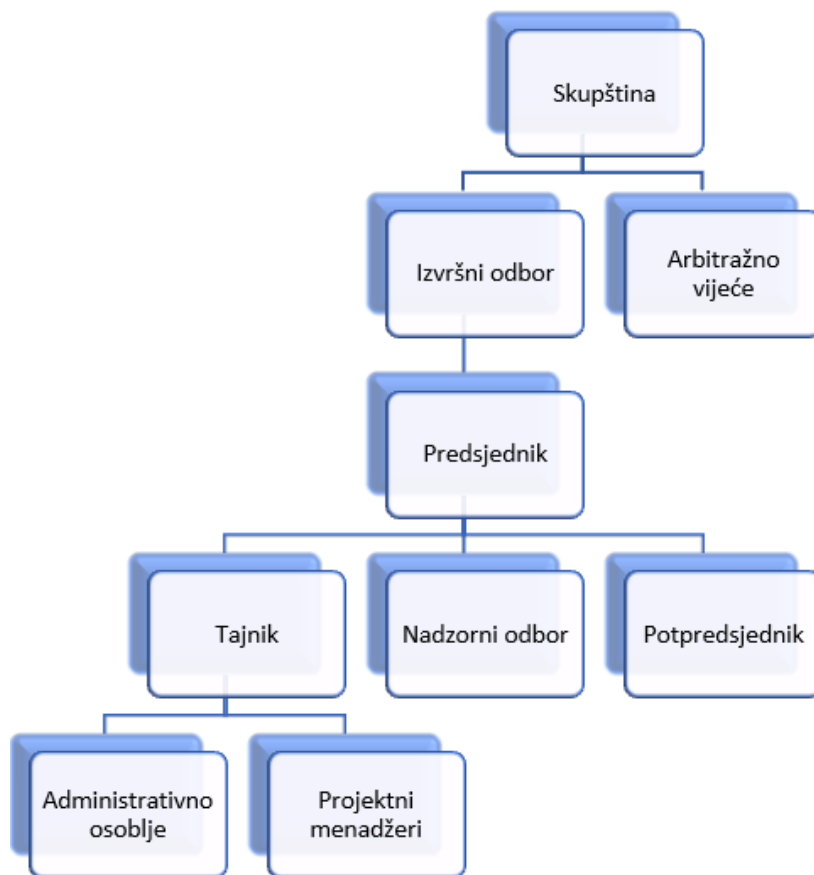 Skupština
Izvršni odbor
Arbitražno
vijeće
Predsjednik
Tajnik
Nadzorni odbor
Potpredsjednik
Administrativno
osoblje
Projektni
menadžeri